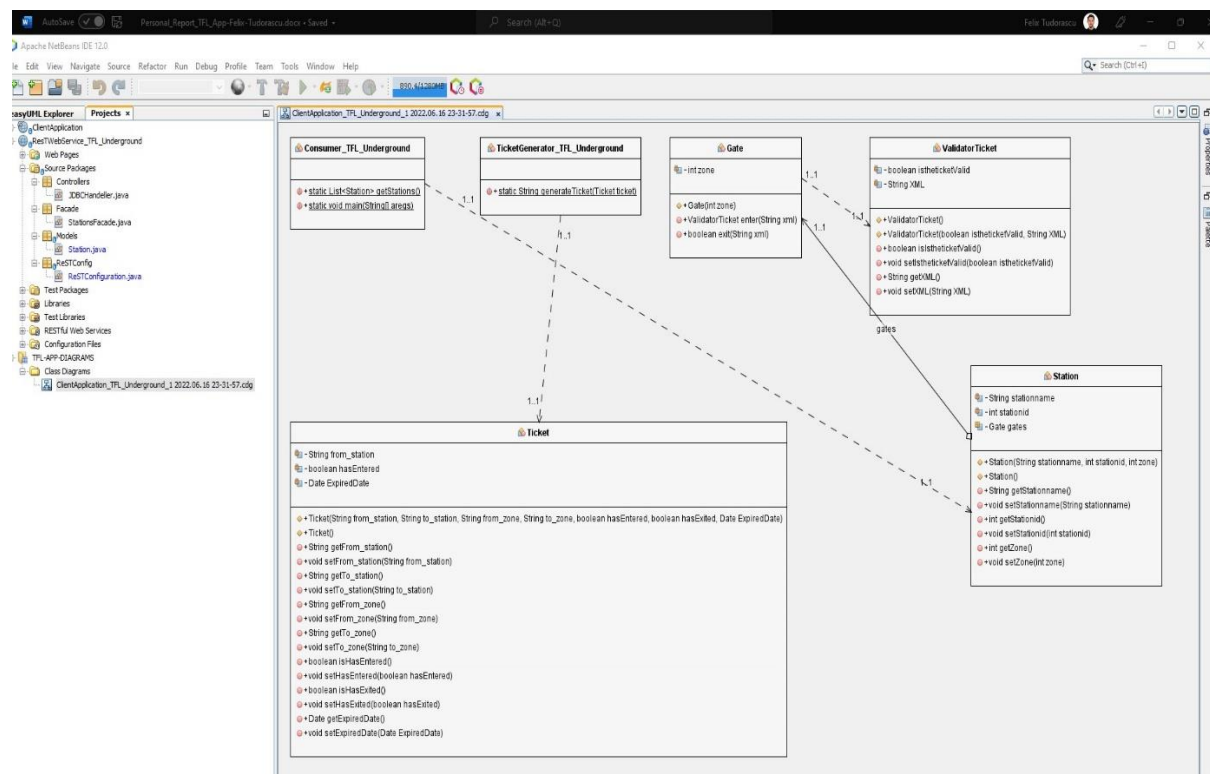 AutoSave
Personal_Report_TFL_App-Felix-Tudorascu.docx • Saved
Search (Alt+Q)
Felix Tudorascu
Apache NetBeans IDE 12.0
le Edit View Navigate Source Refactor Run Debug Profile Team Tools Window Help
Search (Ctrl+I)
easyUML Explorer
Projects
ClientApplication_TFL_Underground_1 2022.06.16 23-31-57.cdg
ClientApplication
ResTWebService_TFL_Underground
Web Pages
Source Packages
Controllers
JDBCHandeller.java
Facade
StationsFacade.java
Models
Station.java
ReSTConfig
ReSTConfiguration.java
Test Packages
Libraries
Test Libraries
RESTful Web Services
Configuration Files
TFL-APP-DIAGRAMS
Class Diagrams
ClientApplication_TFL_Underground_1 2022.06.16 23-31-57.cdg
Consumer_TFL_Underground
+ static List<Station> getStations()
+ static void main(String[] aregs)
1..1
TicketGenerator_TFL_Underground
+ static String generateTicket(Ticket ticket)
1..1
Gate
- int zone
+ Gate(int zone)
+ ValidatorTicket enter(String xml)
+ boolean exit(String xml)
1..1
1..1
1..1
ValidatorTicket
- boolean istheticketValid
- String XML
+ ValidatorTicket()
+ ValidatorTicket(boolean istheticketValid, String XML)
+ boolean isIstheticketValid()
+ void setIstheticketValid(boolean istheticketValid)
+ String getXML()
+ void setXML(String XML)
gates
Station
- String stationname
- int stationid
- Gate gates
+ Station(String stationname, int stationid, int zone)
+ Station()
+ String getStationname()
+ void setStationname(String stationname)
+ int getStationid()
+ void setStationid(int stationid)
+ int getZone()
+ void setZone(int zone)
1..1
1..1
Ticket
- String from_station
- boolean hasEntered
- Date ExpiredDate
+ Ticket(String from_station, String to_station, String from_zone, String to_zone, boolean hasEntered, boolean hasExited, Date ExpiredDate)
+ Ticket()
+ String getFrom_station()
+ void setFrom_station(String from_station)
+ String getTo_station()
+ void setTo_station(String to_station)
+ String getFrom_zone()
+ void setFrom_zone(String from_zone)
+ String getTo_zone()
+ void setTo_zone(String to_zone)
+ boolean isHasEntered()
+ void setHasEntered(boolean hasEntered)
+ boolean isHasExited()
+ void setHasExited(boolean hasExited)
+ Date getExpiredDate()
+ void setExpiredDate(Date ExpiredDate)